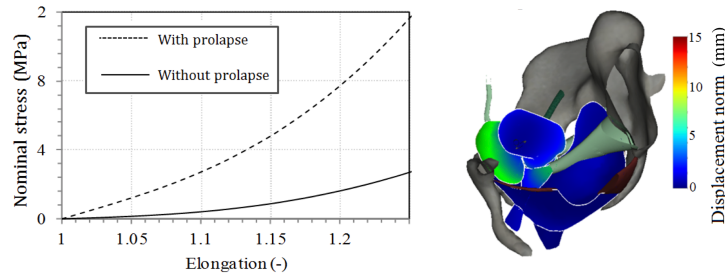 2
8
4
2
0
Nominal stress (MPa)
With prolapse
Without prolapse
1
1.05
1.1
1.15
1.2
Elongation (-)
15
10
5
0
Displacement norm (mm)